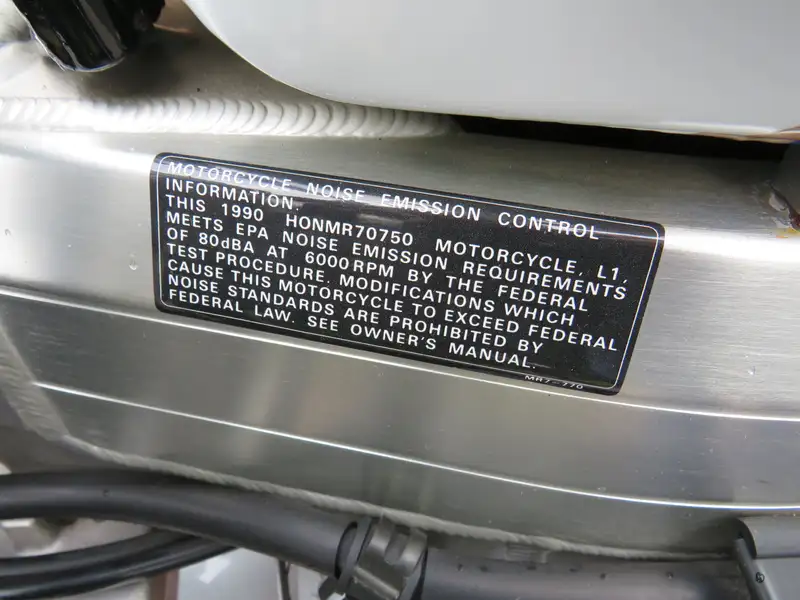 MOTORCYCLE NOISE EMISSION CONTROL
INFORMATION.
THIS 1990 HONMR70750 MOTORCYCLE, L1,
MEETS EPA NOISE EMISSION REQUIREMENTS
OF 80dBA AT 6000RPM BY THE FEDERAL
TEST PROCEDURE. MODIFICATIONS WHICH
CAUSE THIS MOTORCYCLE TO EXCEED FEDERAL
NOISE STANDARDS ARE PROHIBITED BY
FEDERAL LAW. SEE OWNER'S MANUAL.
MR7-770